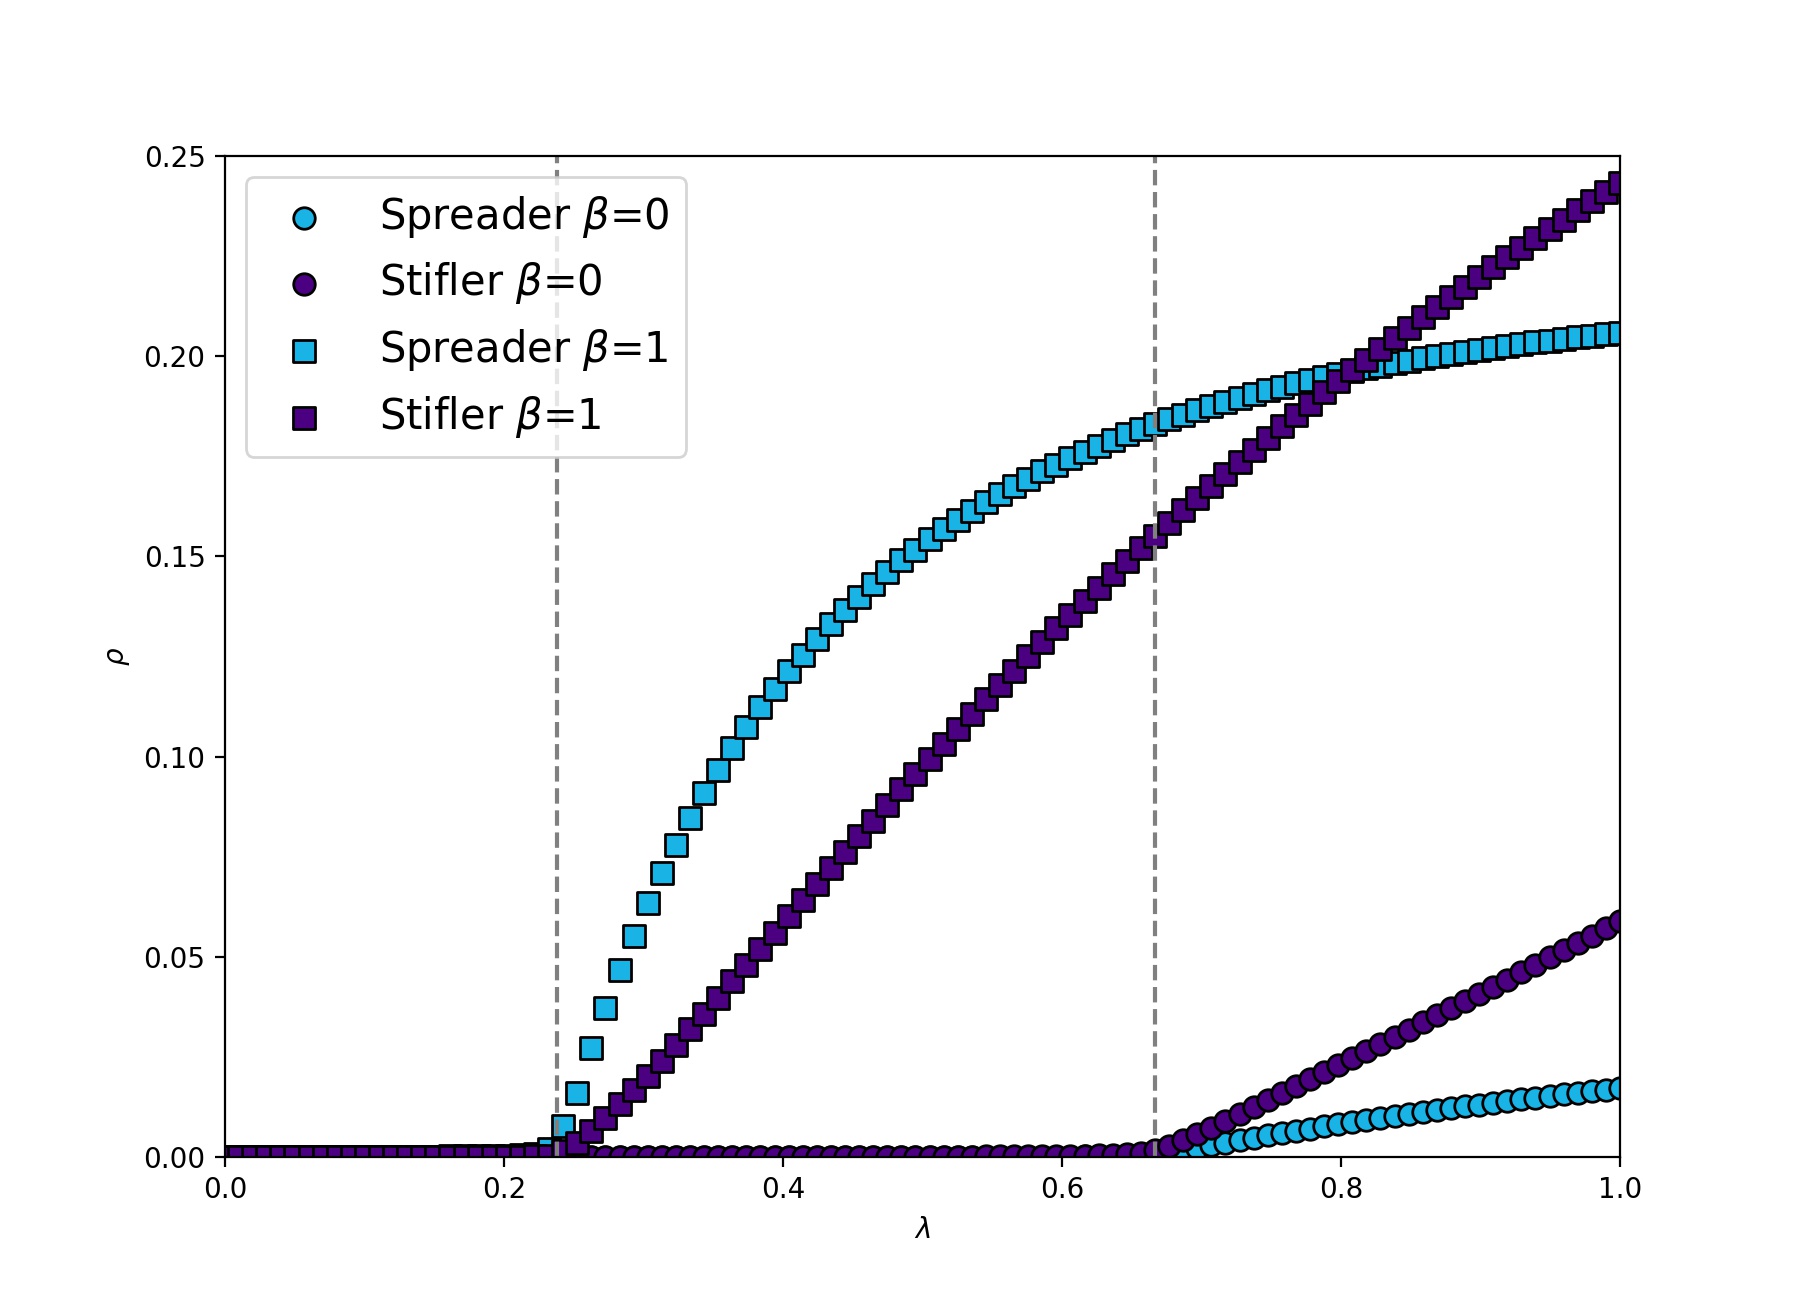 0.25
0.20
0.15
0.10
0.05
0.00
ρ
Spreader β=0
Stifler β=0
Spreader β=1
Stifler β=1
0.0 0.2 0.4 0.6 0.8 1.0
λ